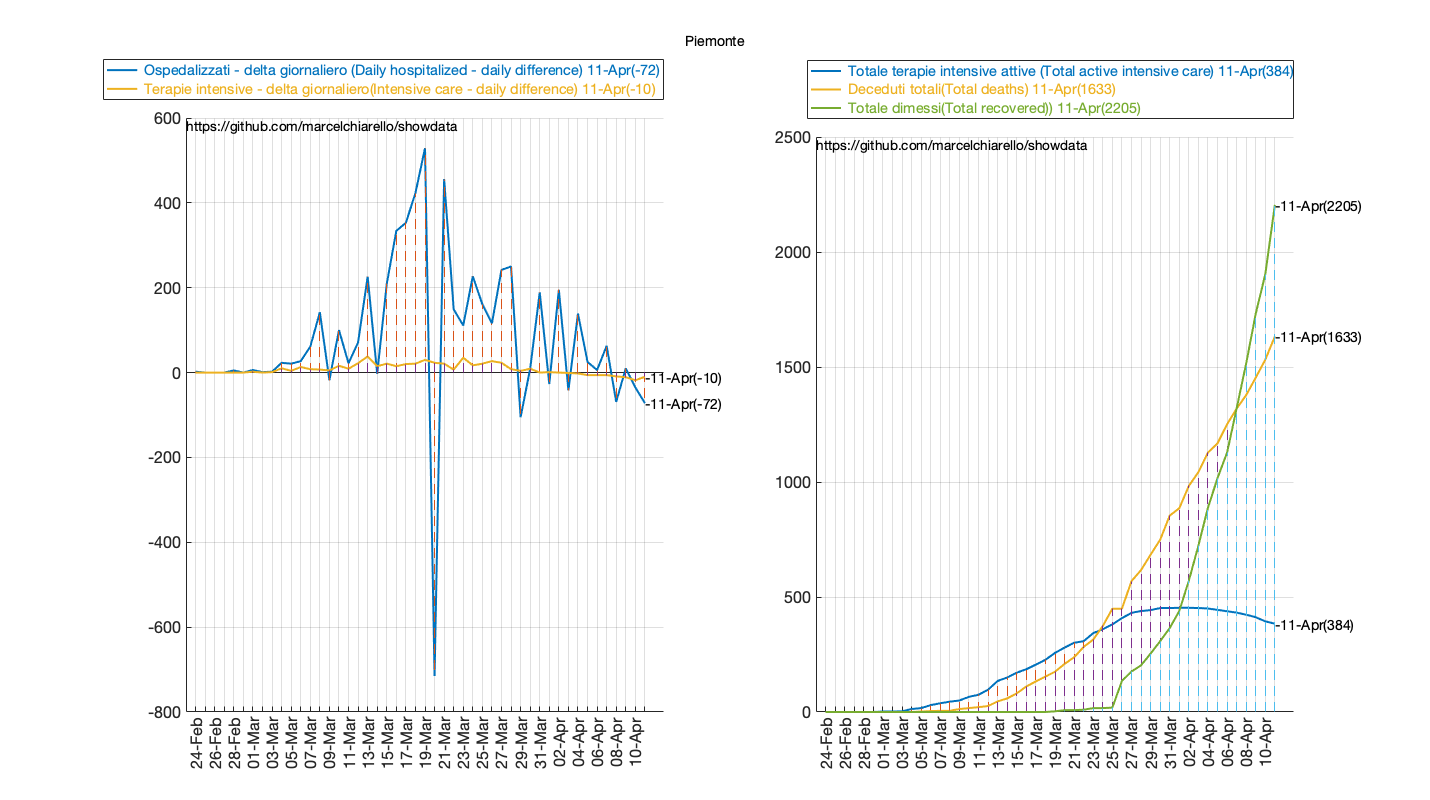 Piemonte
Ospedalizzati - delta giornaliero (Daily hospitalized - daily difference) 11-Apr(-72)
Terapie intensive - delta giornaliero(Intensive care - daily difference) 11-Apr(-10)
https://github.com/marcelchiarello/showdata
600
400
200
0
-200
-400
-600
-800
-11-Apr(-10)
-11-Apr(-72)
24-Feb
26-Feb
28-Feb
01-Mar
03-Mar
05-Mar
07-Mar
09-Mar
11-Mar
13-Mar
15-Mar
17-Mar
19-Mar
21-Mar
23-Mar
25-Mar
27-Mar
29-Mar
31-Mar
02-Apr
04-Apr
06-Apr
08-Apr
10-Apr
Totale terapie intensive attive (Total active intensive care) 11-Apr(384)
Deceduti totali(Total deaths) 11-Apr(1633)
Totale dimessi(Total recovered)) 11-Apr(2205)
https://github.com/marcelchiarello/showdata
2500
2000
1500
1000
500
0
-11-Apr(2205)
-11-Apr(1633)
-11-Apr(384)
24-Feb
26-Feb
28-Feb
01-Mar
03-Mar
05-Mar
07-Mar
09-Mar
11-Mar
13-Mar
15-Mar
17-Mar
19-Mar
21-Mar
23-Mar
25-Mar
27-Mar
29-Mar
31-Mar
02-Apr
04-Apr
06-Apr
08-Apr
10-Apr